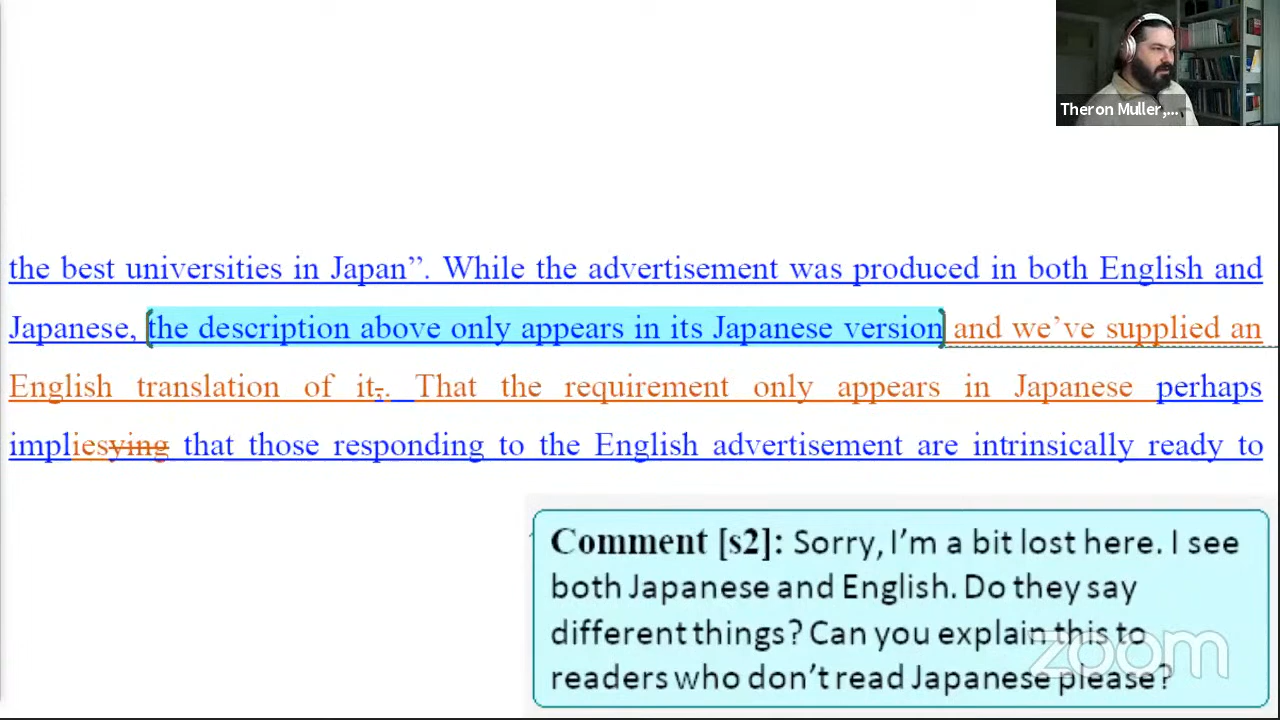 Theron Muller,...
the best universities in Japan”. While the advertisement was produced in both English and
Japanese, the description above only appears in its Japanese version and we’ve supplied an
English translation of it,. That the requirement only appears in Japanese perhaps
impliesying that those responding to the English advertisement are intrinsically ready to
Comment [s2]: Sorry, I’m a bit lost here. I see
both Japanese and English. Do they say
different things? Can you explain this to
readers who don’t read Japanese please?
zoom